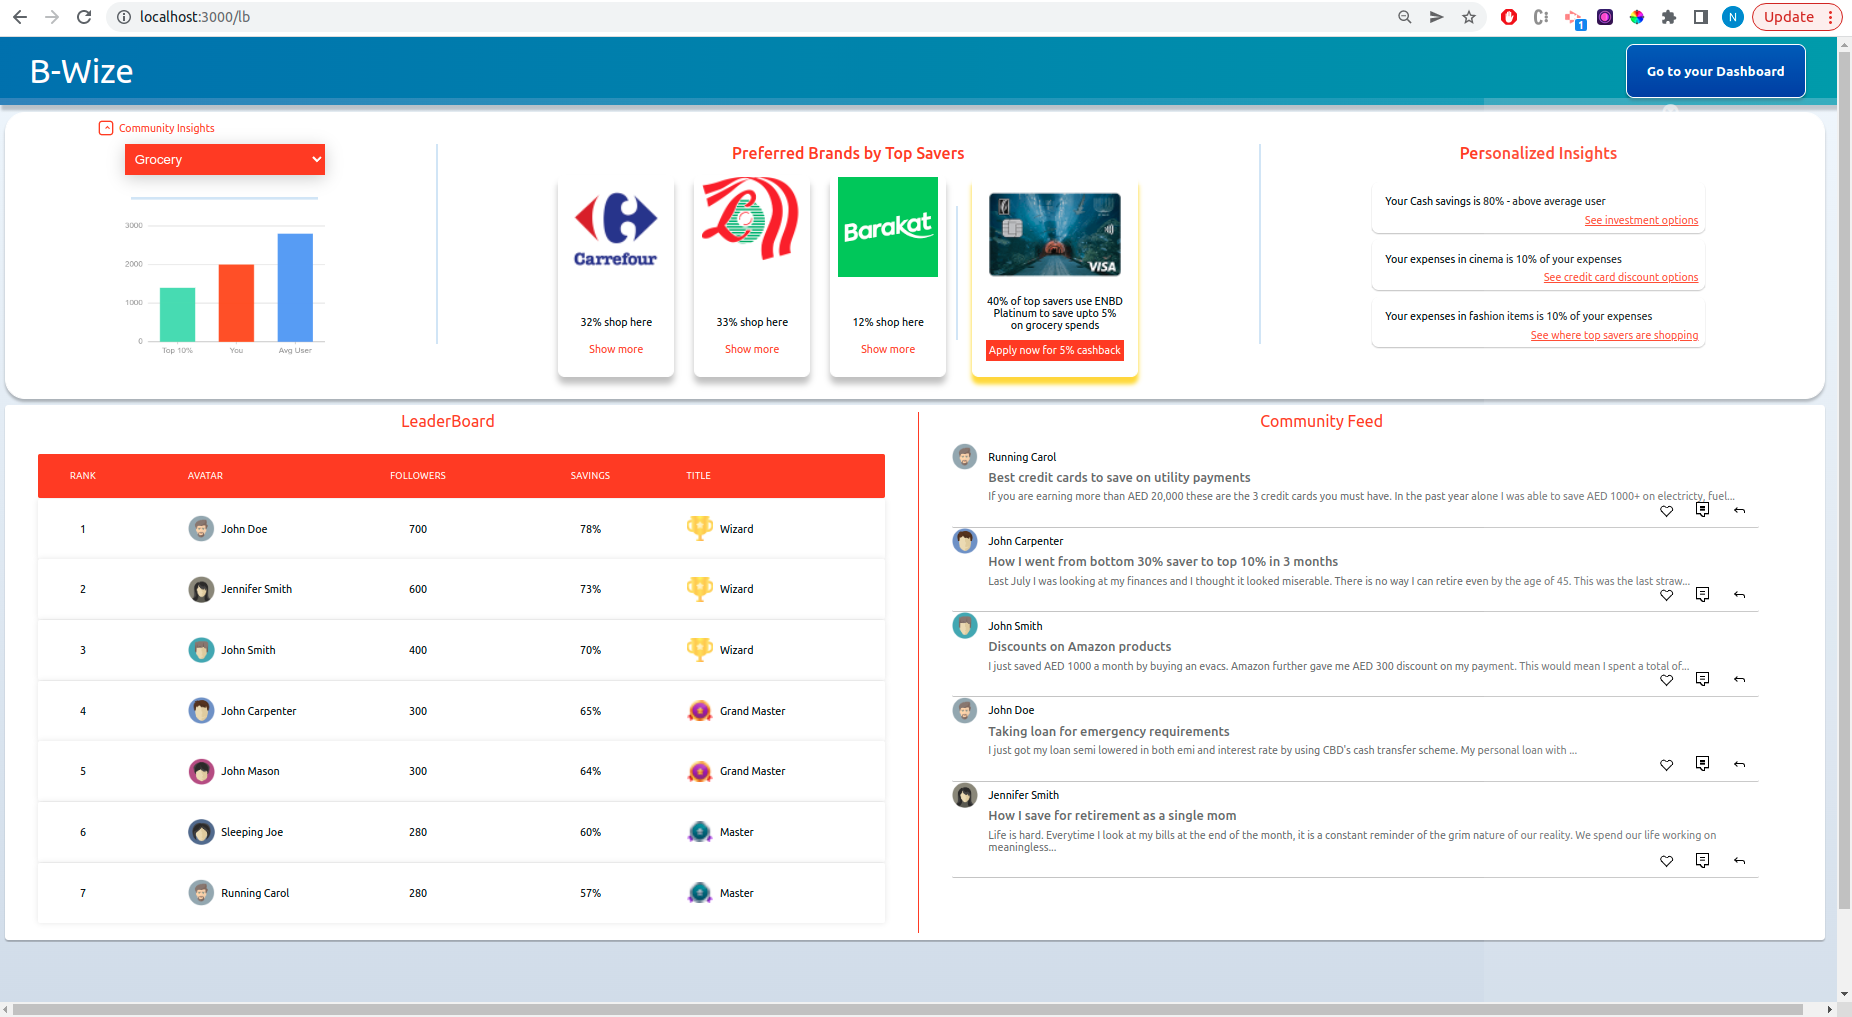 localhost:3000/lb
1
N
Update
B-Wize
Go to your Dashboard
Community Insights
Grocery
3000
2000
1000
0
Top 10%
You
Avg User
Preferred Brands by Top Savers
Carrefour
32% shop here
Show more
33% shop here
Show more
Barakat
12% shop here
Show more
VISA
40% of top savers use ENBD
Platinum to save upto 5%
on grocery spends
Apply now for 5% cashback
Personalized Insights
Your Cash savings is 80% - above average user
See investment options
Your expenses in cinema is 10% of your expenses
See credit card discount options
Your expenses in fashion items is 10% of your expenses
See where top savers are shopping
LeaderBoard
RANK AVATAR FOLLOWERS SAVINGS TITLE
1 John Doe 700 78% Wizard
2 Jennifer Smith 600 73% Wizard
3 John Smith 400 70% Wizard
4 John Carpenter 300 65% Grand Master
5 John Mason 300 64% Grand Master
6 Sleeping Joe 280 60% Master
7 Running Carol 280 57% Master
Community Feed
Running Carol
Best credit cards to save on utility payments
If you are earning more than AED 20,000 these are the 3 credit cards you must have. In the past year alone I was able to save AED 1000+ on electricty, fuel...
John Carpenter
How I went from bottom 30% saver to top 10% in 3 months
Last July I was looking at my finances and I thought it looked miserable. There is no way I can retire even by the age of 45. This was the last straw...
John Smith
Discounts on Amazon products
I just saved AED 1000 a month by buying an evacs. Amazon further gave me AED 300 discount on my payment. This would mean I spent a total of...
John Doe
Taking loan for emergency requirements
I just got my loan semi lowered in both emi and interest rate by using CBD's cash transfer scheme. My personal loan with ...
Jennifer Smith
How I save for retirement as a single mom
Life is hard. Everytime I look at my bills at the end of the month, it is a constant reminder of the grim nature of our reality. We spend our life working on
meaningless...